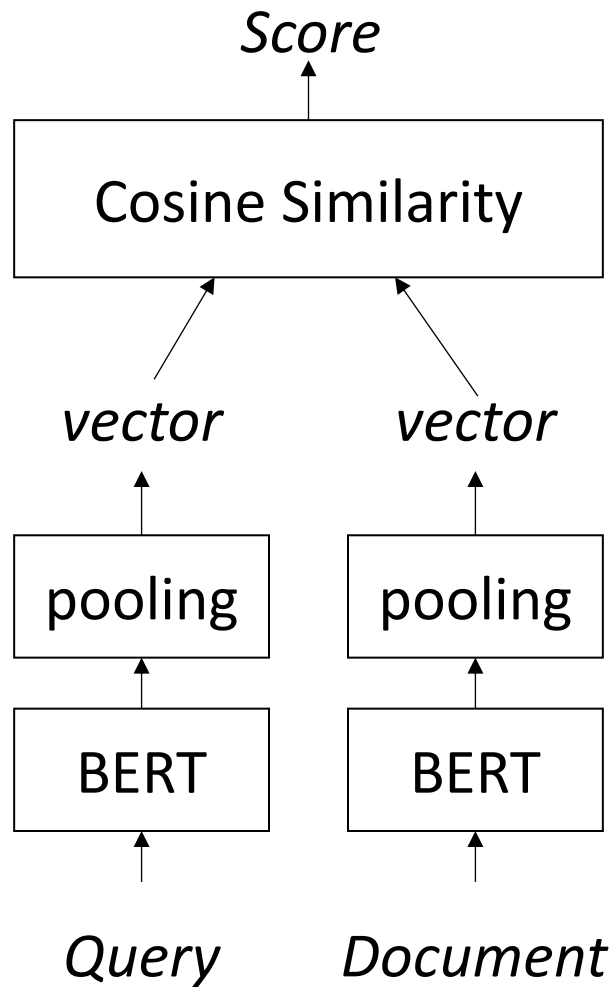 Score
Cosine Similarity
vector vector
pooling pooling
BERT BERT
Query Document